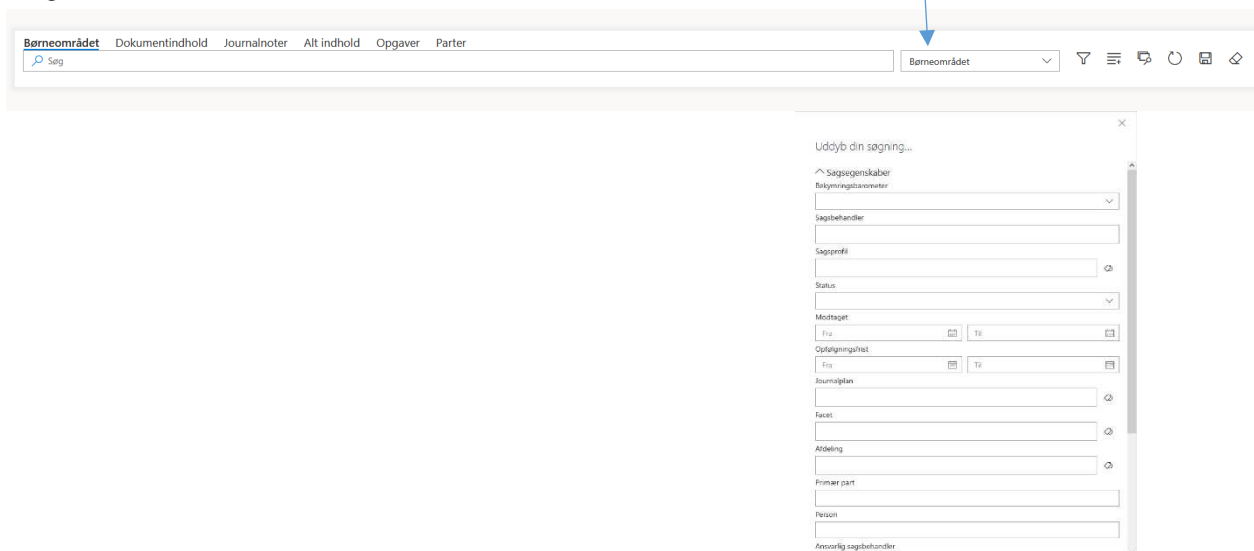 Børneområdet Dokumentindhold Journalnoter Alt indhold Opgaver Parter
Søg
Børneområdet
Uddyb din søgning...
Sagsegenskaber
Bekymringsbarometer
Sagsbehandler
Sagsprofil
Status
Modtaget
Fra Til
Opfølgningsfrist
Fra Til
Journalplan
Facet
Afdeling
Primær part
Person
Ansvarlig sagsbehandler